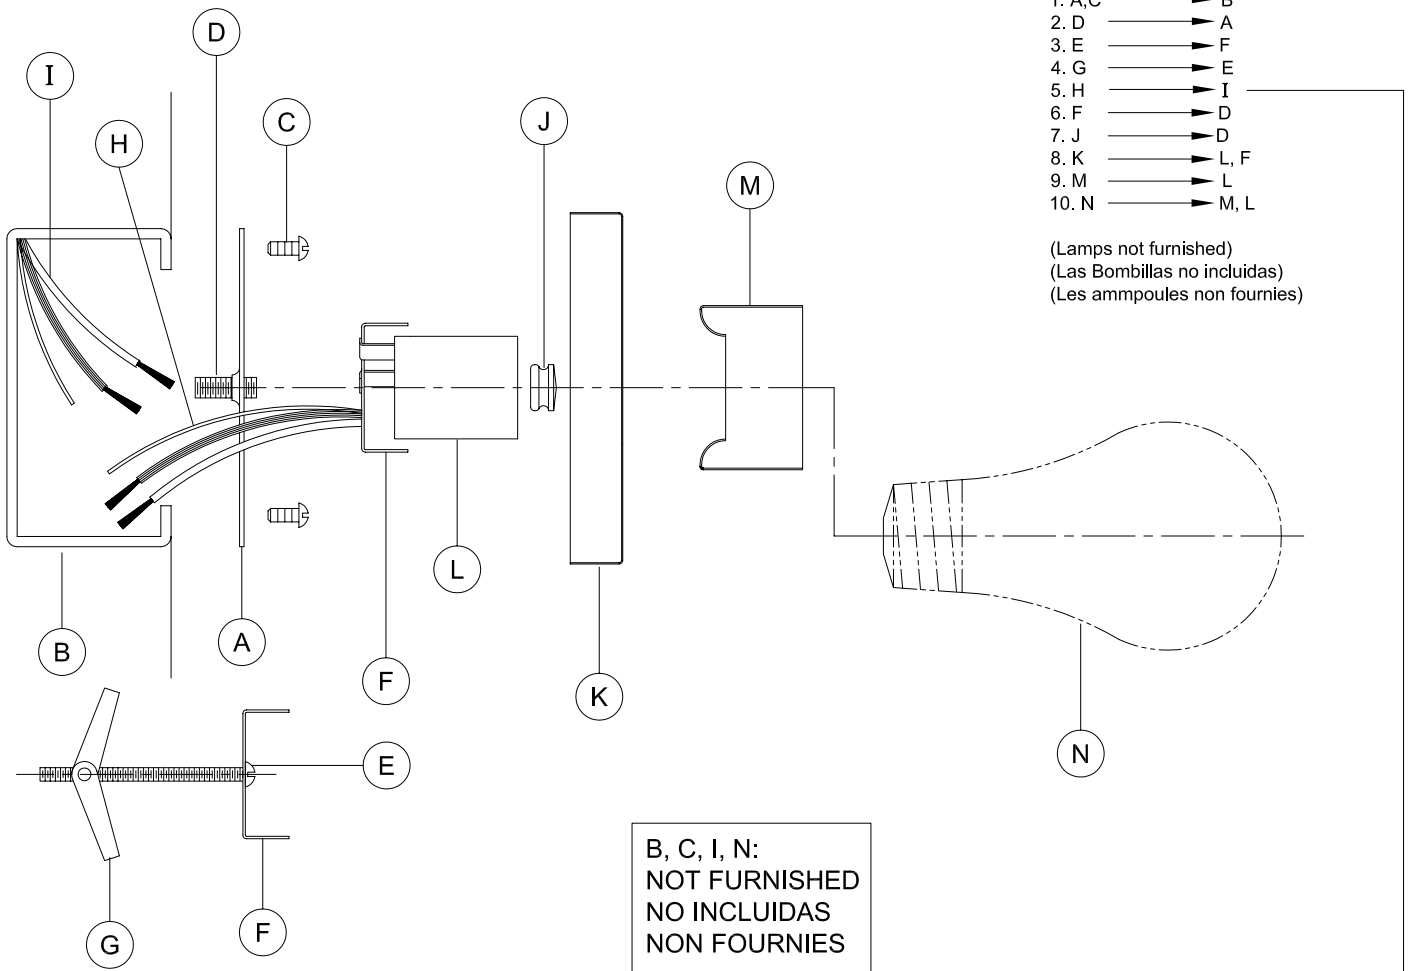 1. A,C B
2. D A
3. E F
4. G E
5. H I
6. F D
7. J D
8. K L, F
9. M L
10. N M, L
(Lamps not furnished)
(Las Bombillas no incluidas)
(Les ammpoules non fournies)
D
I
C
J
H
M
L
B
A
F
K
E
N
G
F
B, C, I, N:
NOT FURNISHED
NO INCLUIDAS
NON FOURNIES